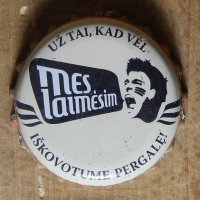 UŽ TAI, KAD VĖL
mes
laimėsim
IŠKOVOTUME PERGALĘ!